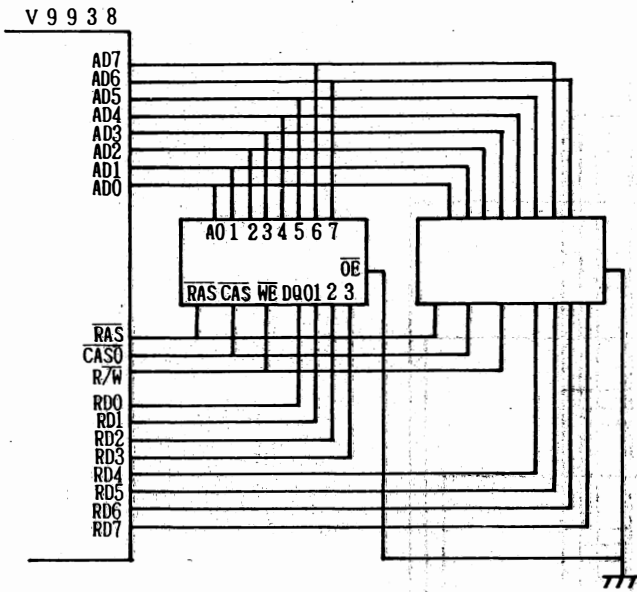 V9938
AD7
AD6
AD5
AD4
AD3
AD2
AD1
AD0
A0 1 2 3 4 5 6 7
OE
RAS CAS WE DQ0 1 2 3
RAS
CAS0
R/W
RD0
RD1
RD2
RD3
RD4
RD5
RD6
RD7